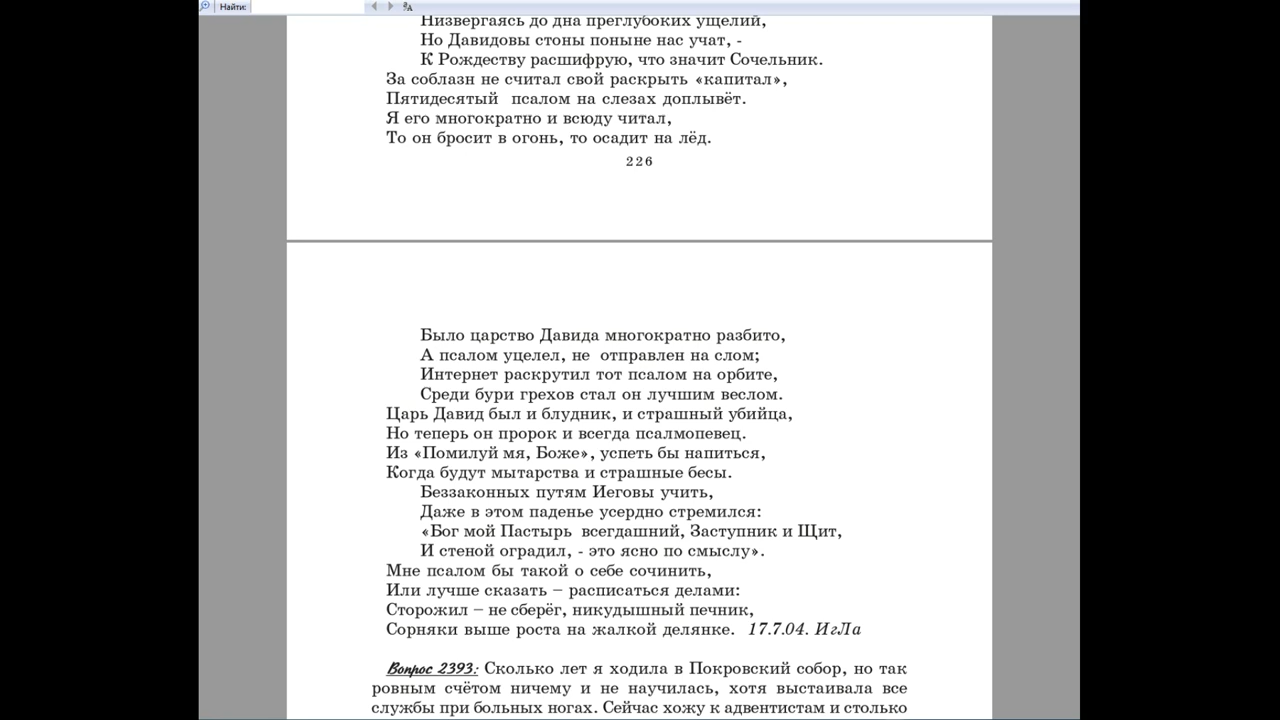 Найти:
Низвергаясь до дна преглубоких ущелий,
Но Давидовы стоны поныне нас учат, -
К Рождеству расшифрую, что значит Сочельник.
За соблазн не считал свой раскрыть «капитал»,
Пятидесятый псалом на слезах доплывёт.
Я его многократно и всюду читал,
То он бросит в огонь, то осадит на лёд.
226
Было царство Давида многократно разбито,
А псалом уцелел, не отправлен на слом;
Интернет раскрутил тот псалом на орбите,
Среди бури грехов стал он лучшим веслом.
Царь Давид был и блудник, и страшный убийца,
Но теперь он пророк и всегда псалмопевец.
Из «Помилуй мя, Боже», успеть бы напиться,
Когда будут мытарства и страшные бесы.
Беззаконных путям Иеговы учить,
Даже в этом паденье усердно стремился:
«Бог мой Пастырь всегдашний, Заступник и Щит,
И стеной оградил, - это ясно по смыслу».
Мне псалом бы такой о себе сочинить,
Или лучше сказать – расписаться делами:
Сторожил – не сберёг, никудышный печник,
Сорняки выше роста на жалкой делянке. 17.7.04. ИгЛа
Вопрос 2393: Сколько лет я ходила в Покровский собор, но так
ровным счётом ничему и не научилась, хотя выстаивала все
службы при больных ногах. Сейчас хожу к адвентистам и столько